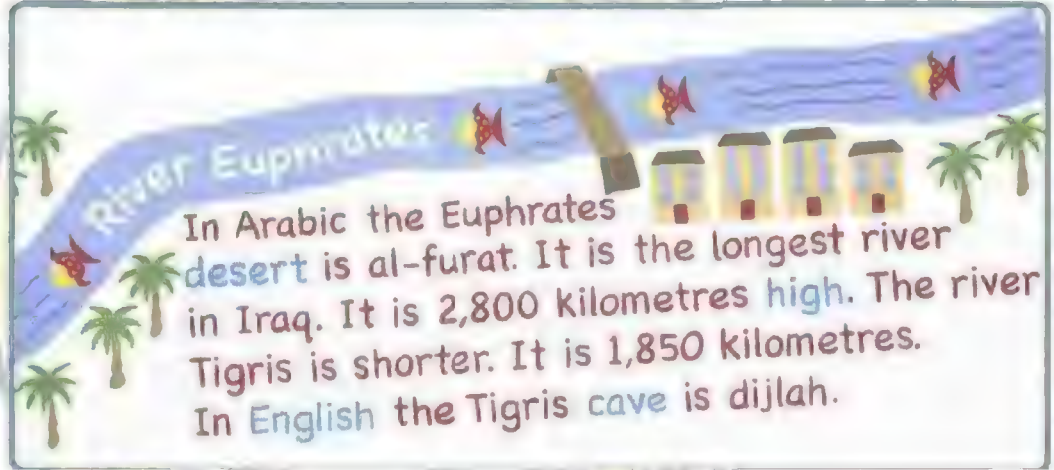 River Euphrates
In Arabic the Euphrates
desert is al-furat. It is the longest river
in Iraq. It is 2,800 kilometres high. The river
Tigris is shorter. It is 1,850 kilometres.
In English the Tigris cave is dijlah.